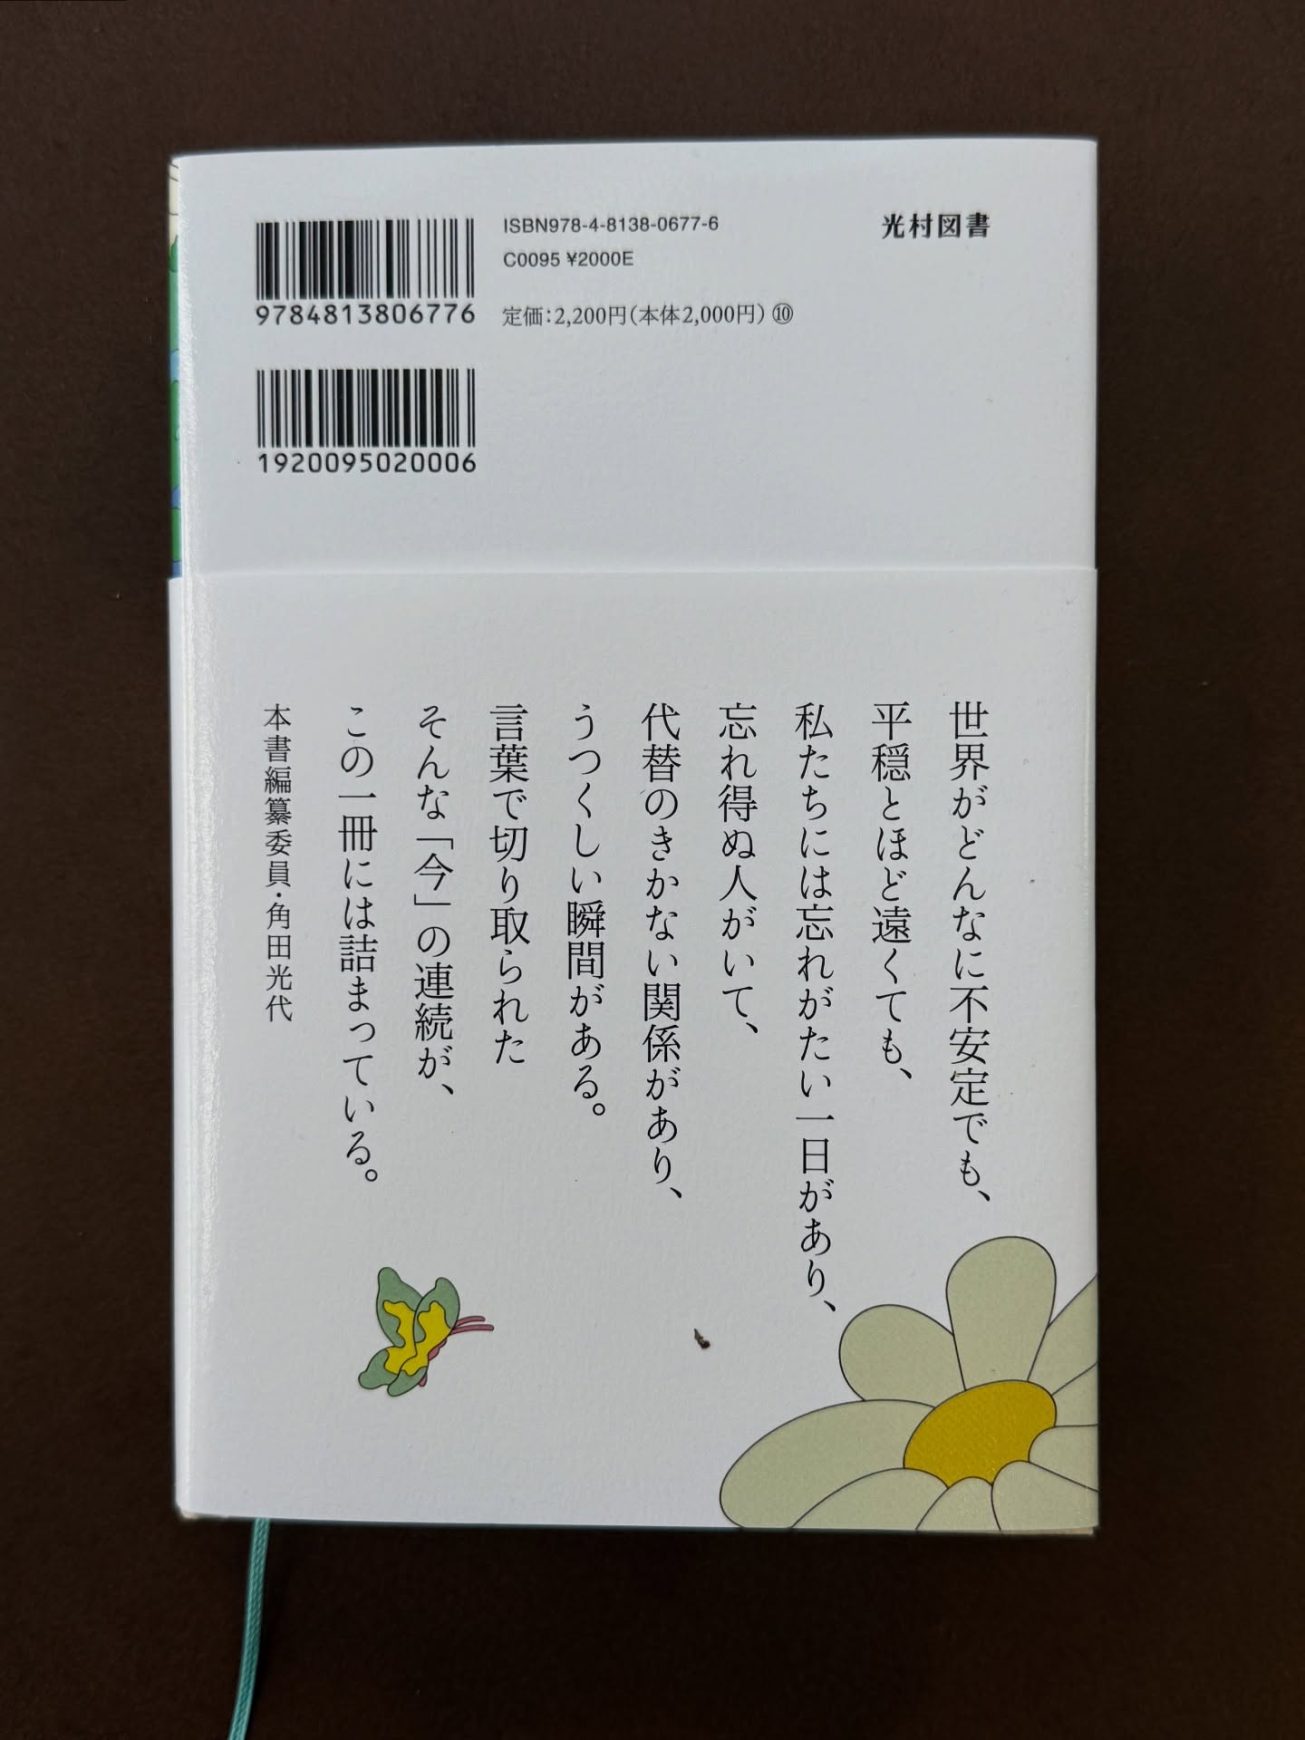 ISBN978-4-8138-0677-6
C0095 ¥2000E
定価：2,200円（本体2,000円）⑩
光村図書
9784813806776
1920095020006
世界がどんなに不安定でも、
平穏とほど遠くても、
私たちには忘れがたい一日があり、
忘れ得ぬ人がいて、
代替のきかない関係があり、
うつくしい瞬間がある。
言葉で切り取られた
そんな「今」の連続が、
この一冊には詰まっている。
本書編纂委員・角田光代